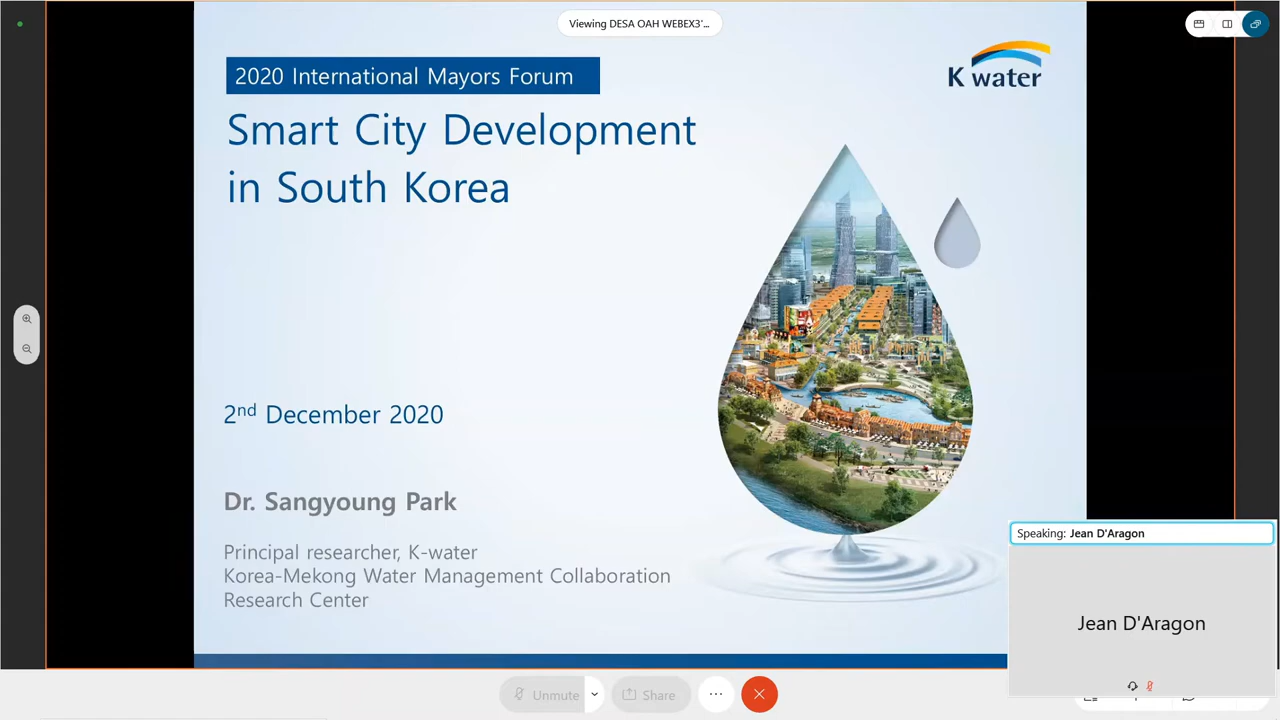 Viewing DESA OAH WEBEX3'...
2020 International Mayors Forum
K water
Smart City Development
in South Korea
2nd December 2020
Dr. Sangyoung Park
Principal researcher, K-water
Korea-Mekong Water Management Collaboration
Research Center
Speaking: Jean D'Aragon
Jean D'Aragon
Unmute
Share